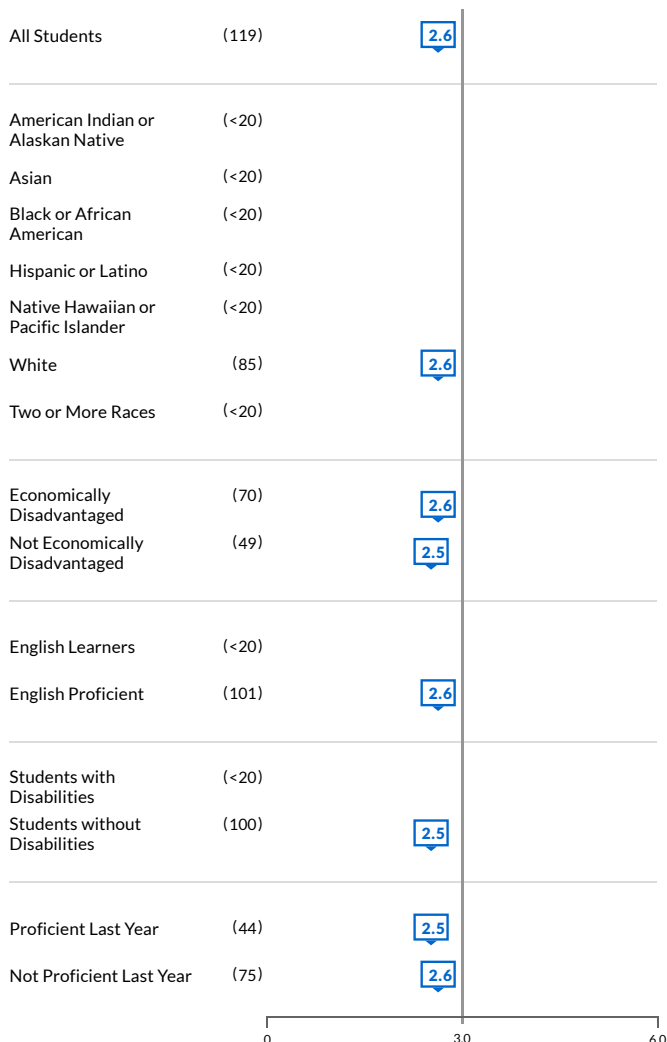 All Students (119) 2.6
American Indian or (<20)
Alaskan Native
Asian (<20)
Black or African (<20)
American
Hispanic or Latino (<20)
Native Hawaiian or (<20)
Pacific Islander
White (85) 2.6
Two or More Races (<20)
Economically (70) 2.6
Disadvantaged
Not Economically (49) 2.5
Disadvantaged
English Learners (<20)
English Proficient (101) 2.6
Students with (<20)
Disabilities
Students without (100) 2.5
Disabilities
Proficient Last Year (44) 2.5
Not Proficient Last Year (75) 2.6
0 3.0 6.0